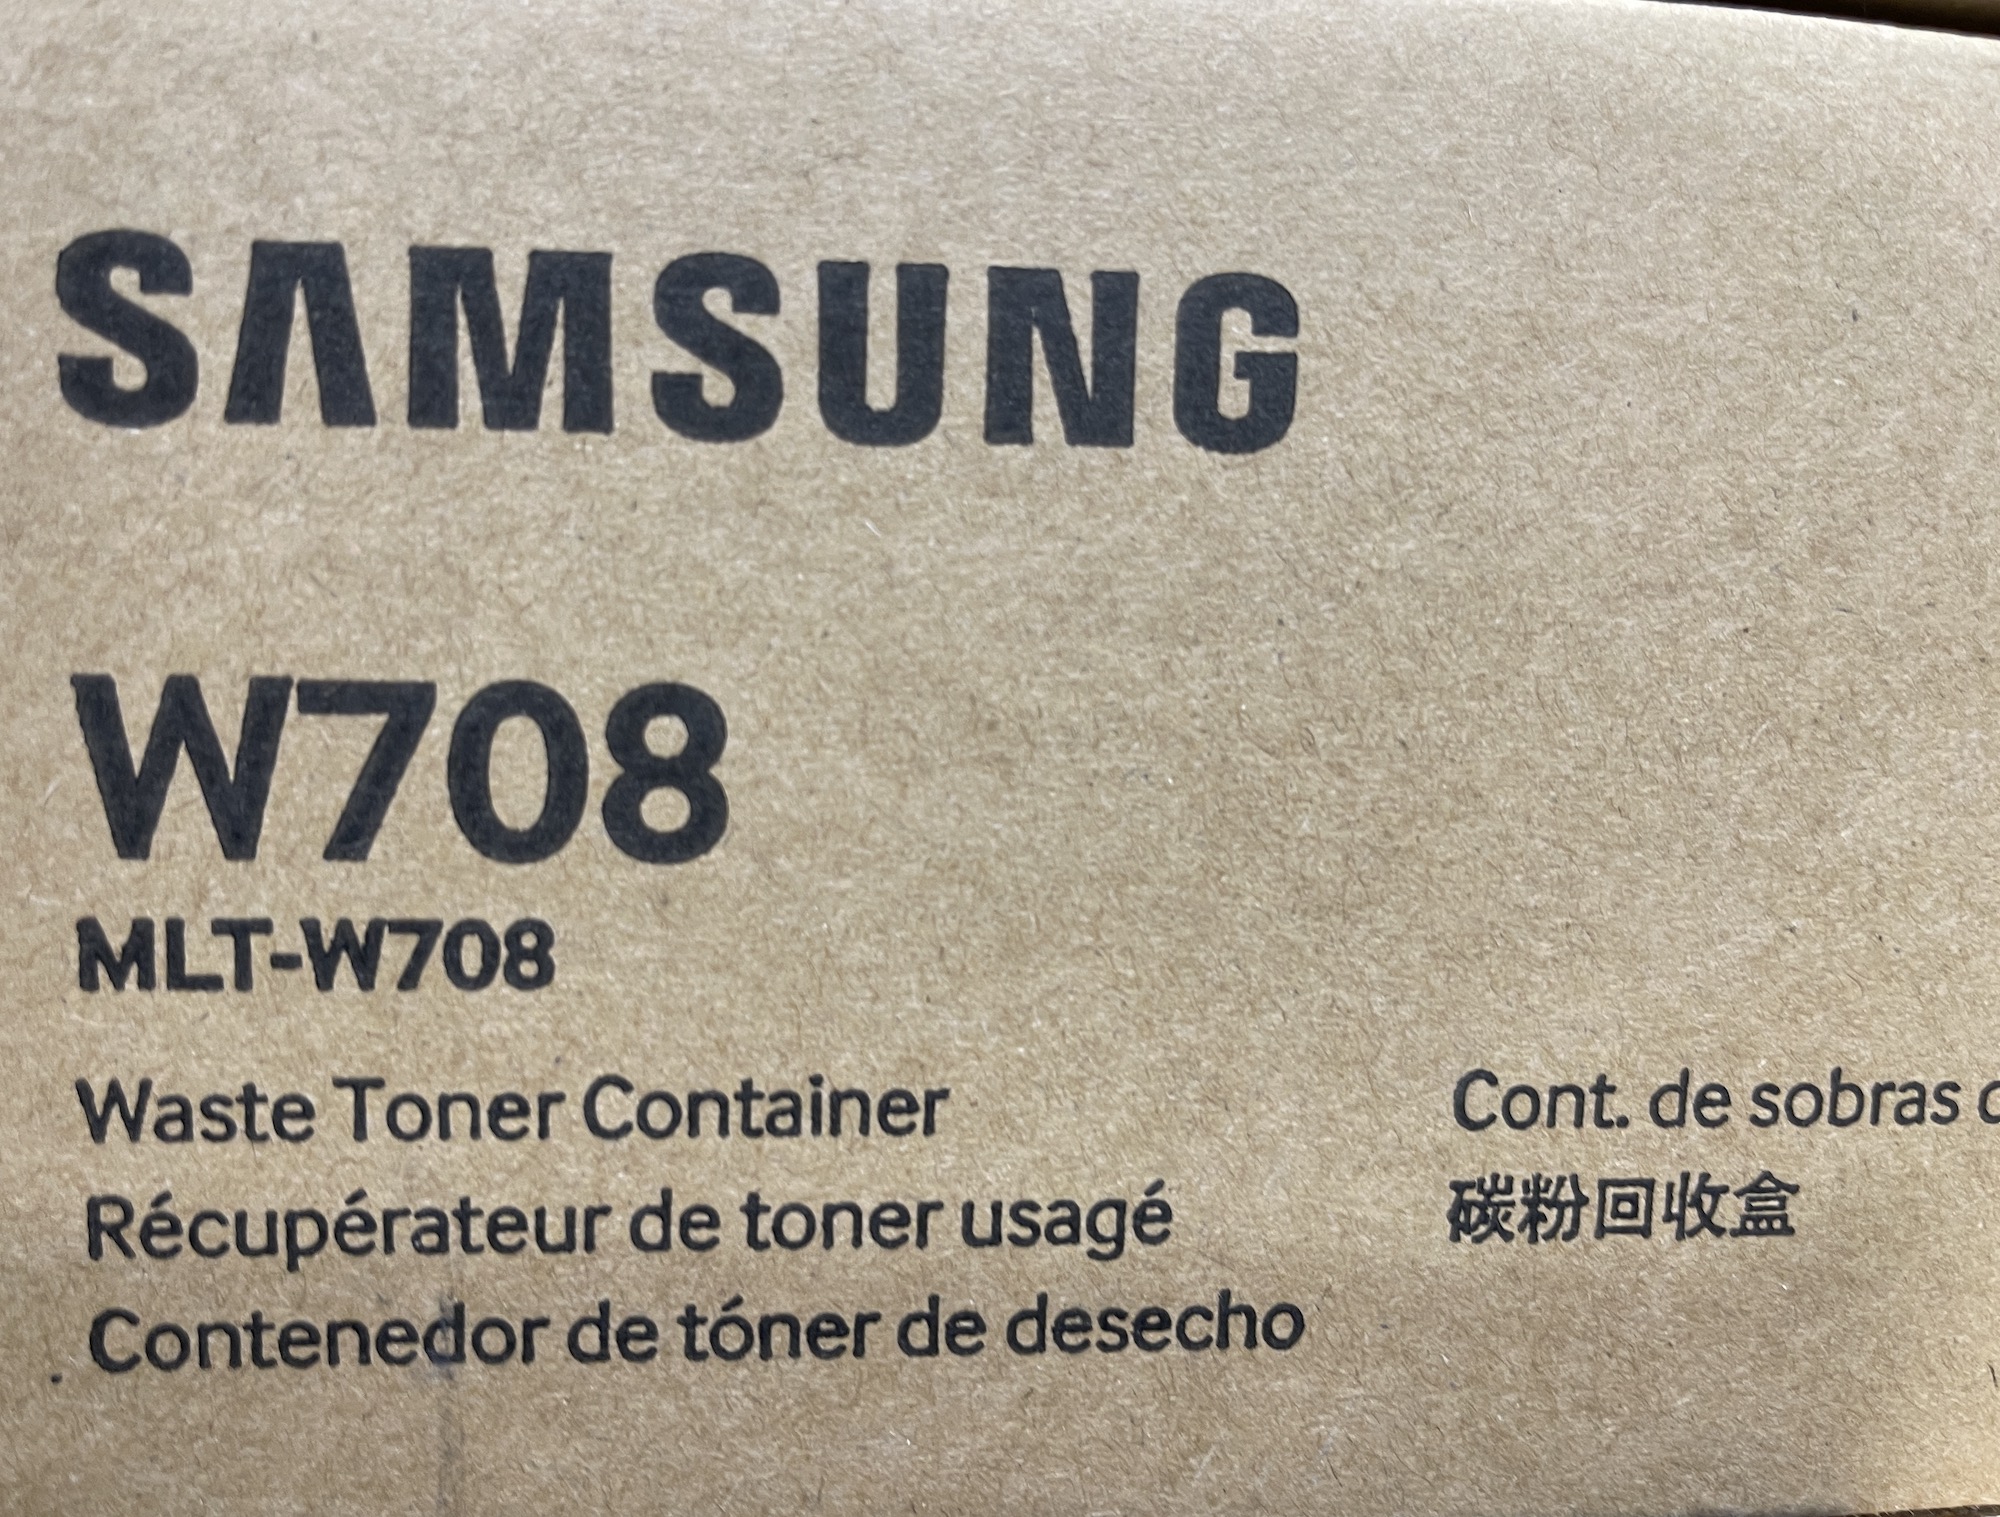 SAMSUNG
W708
MLT-W708
Waste Toner Container
Récupérateur de toner usagé
Contenedor de tóner de desecho
Cont. de sobras
碳粉回收盒